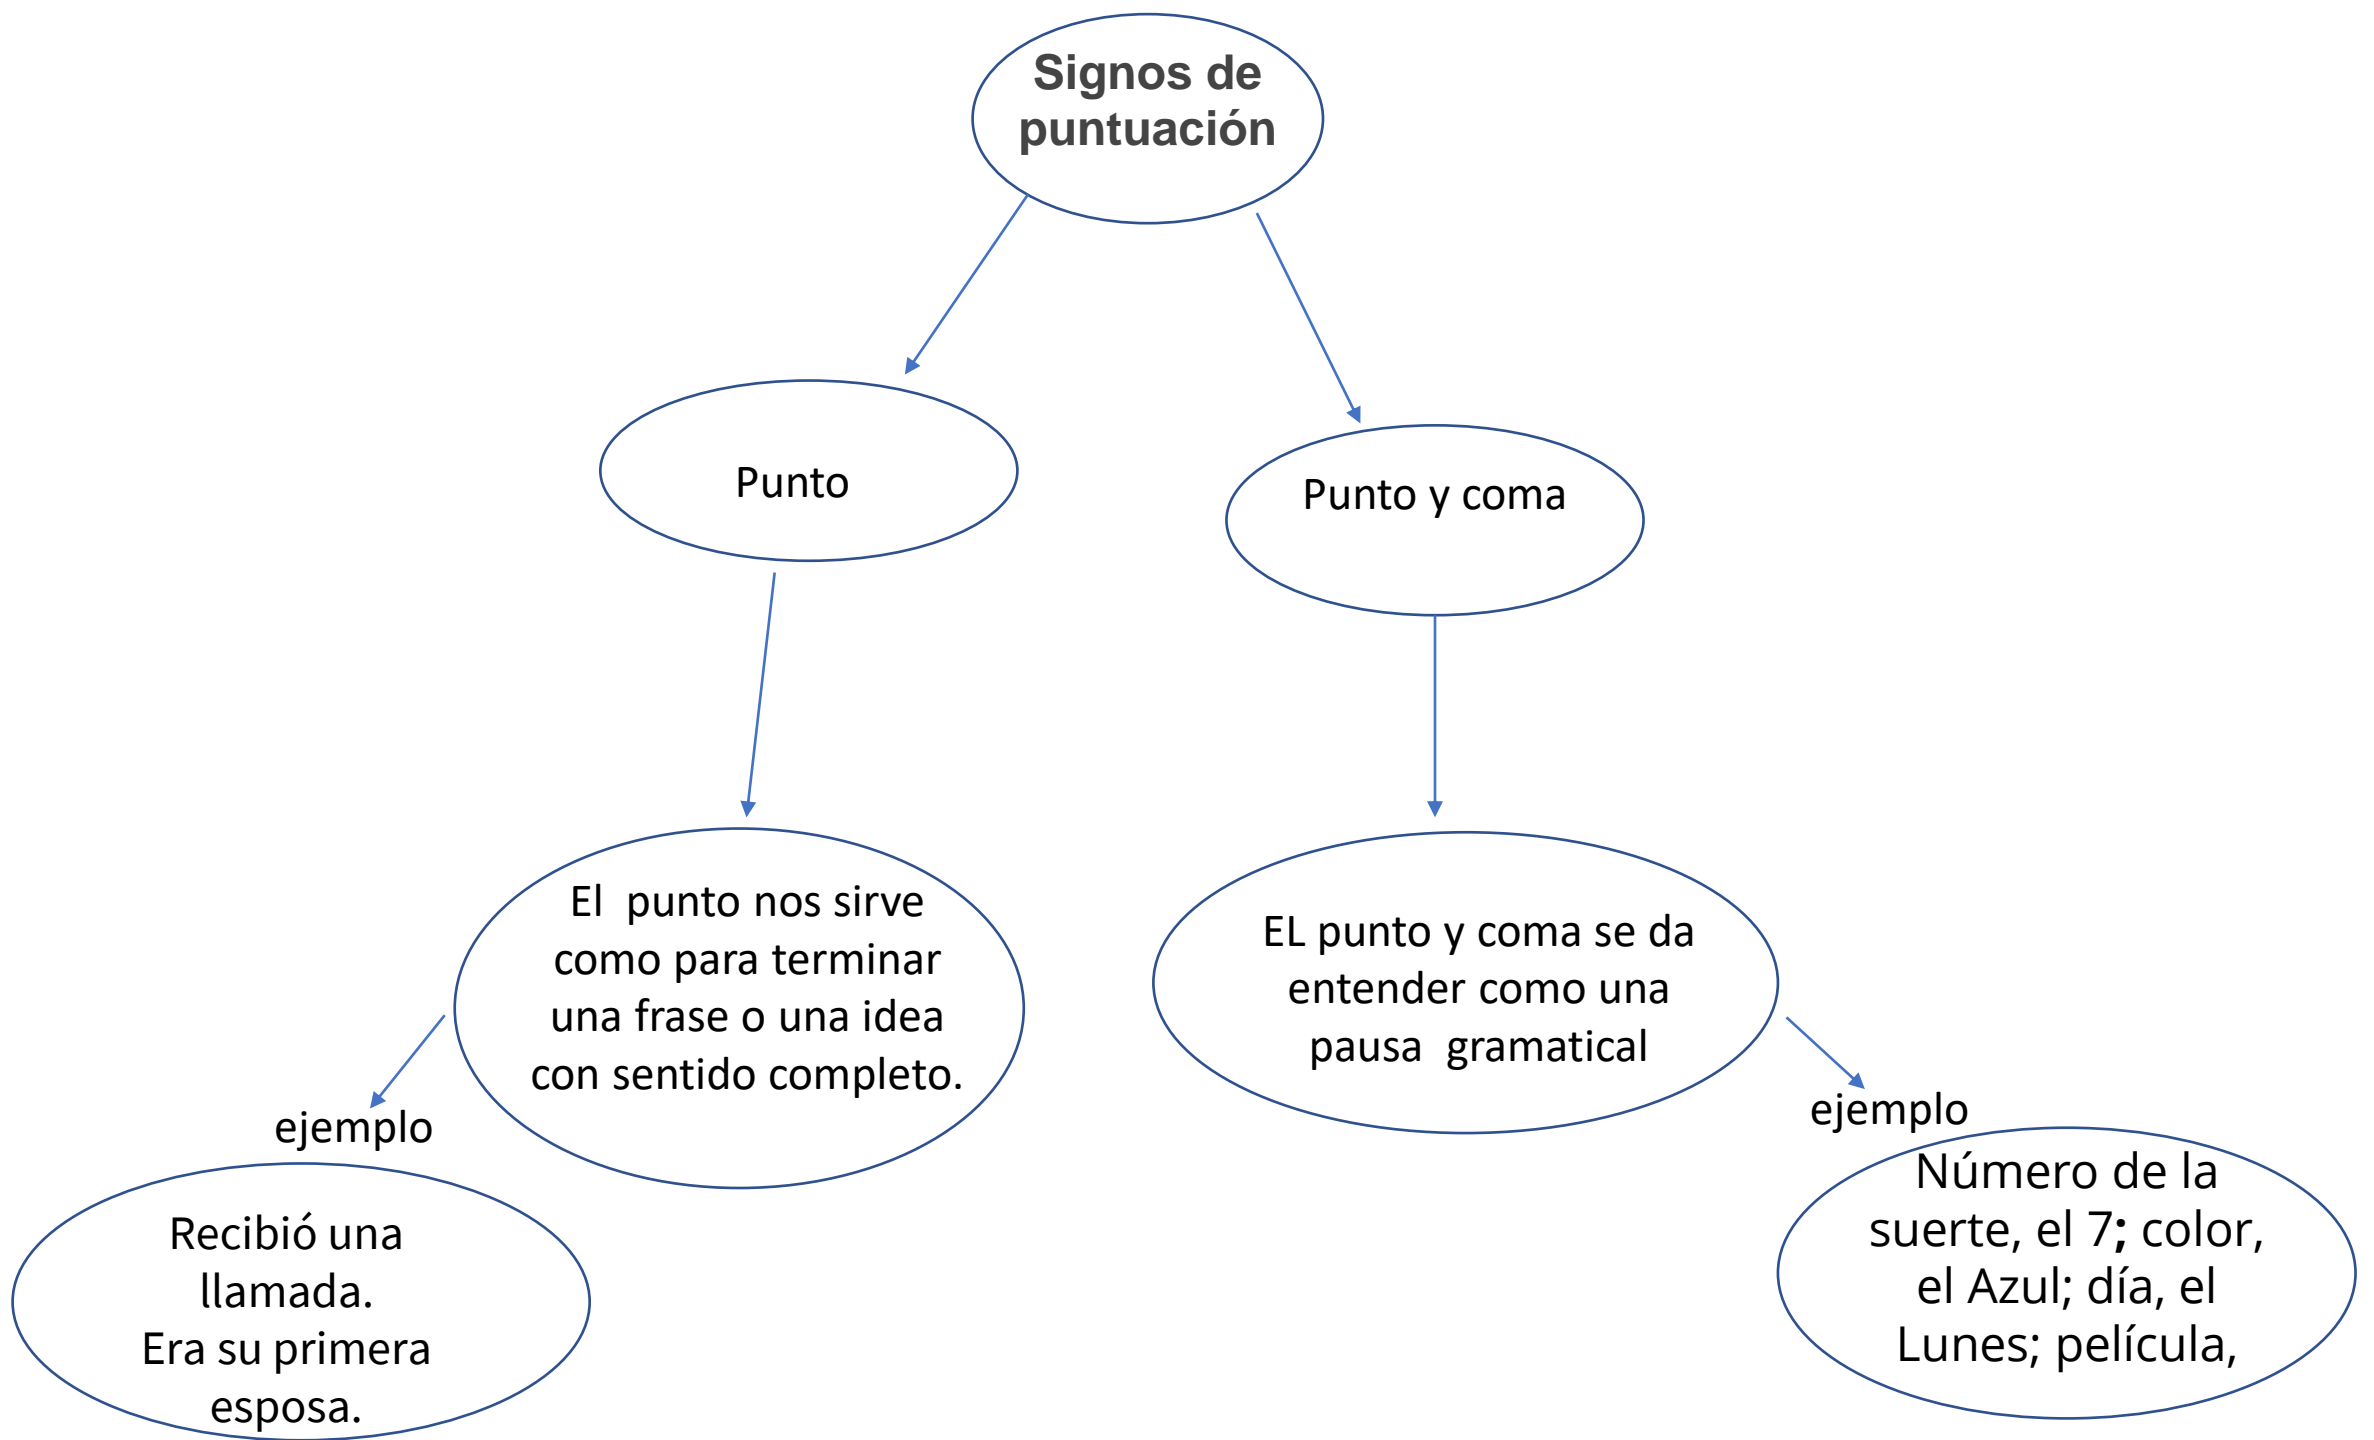 Signos de
puntuación
Punto
Punto y coma
El  punto nos sirve
como para terminar
una frase o una idea
con sentido completo.
EL punto y coma se da
entender como una
pausa  gramatical
ejemplo
ejemplo
Recibió una
llamada.
Era su primera
esposa.
Número de la
suerte, el 7; color,
el Azul; día, el
Lunes; película,